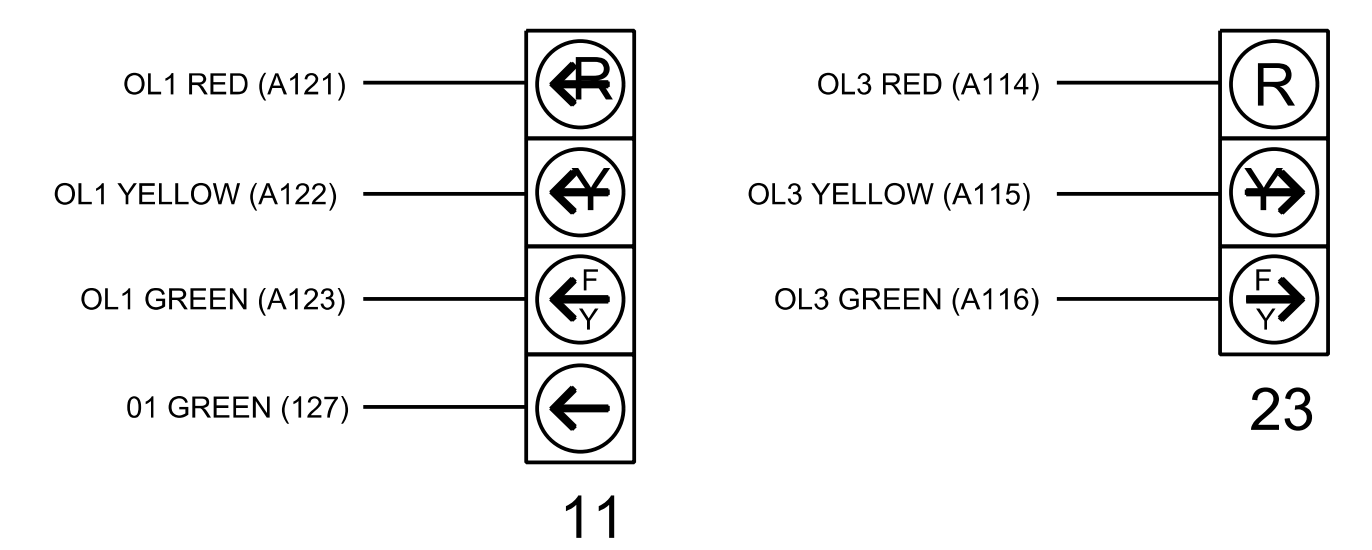 OL1 RED (A121)
R
OL1 YELLOW (A122)
Y
OL1 GREEN (A123)
F
Y
01 GREEN (127)
11
OL3 RED (A114)
R
OL3 YELLOW (A115)
Y
OL3 GREEN (A116)
F
Y
23